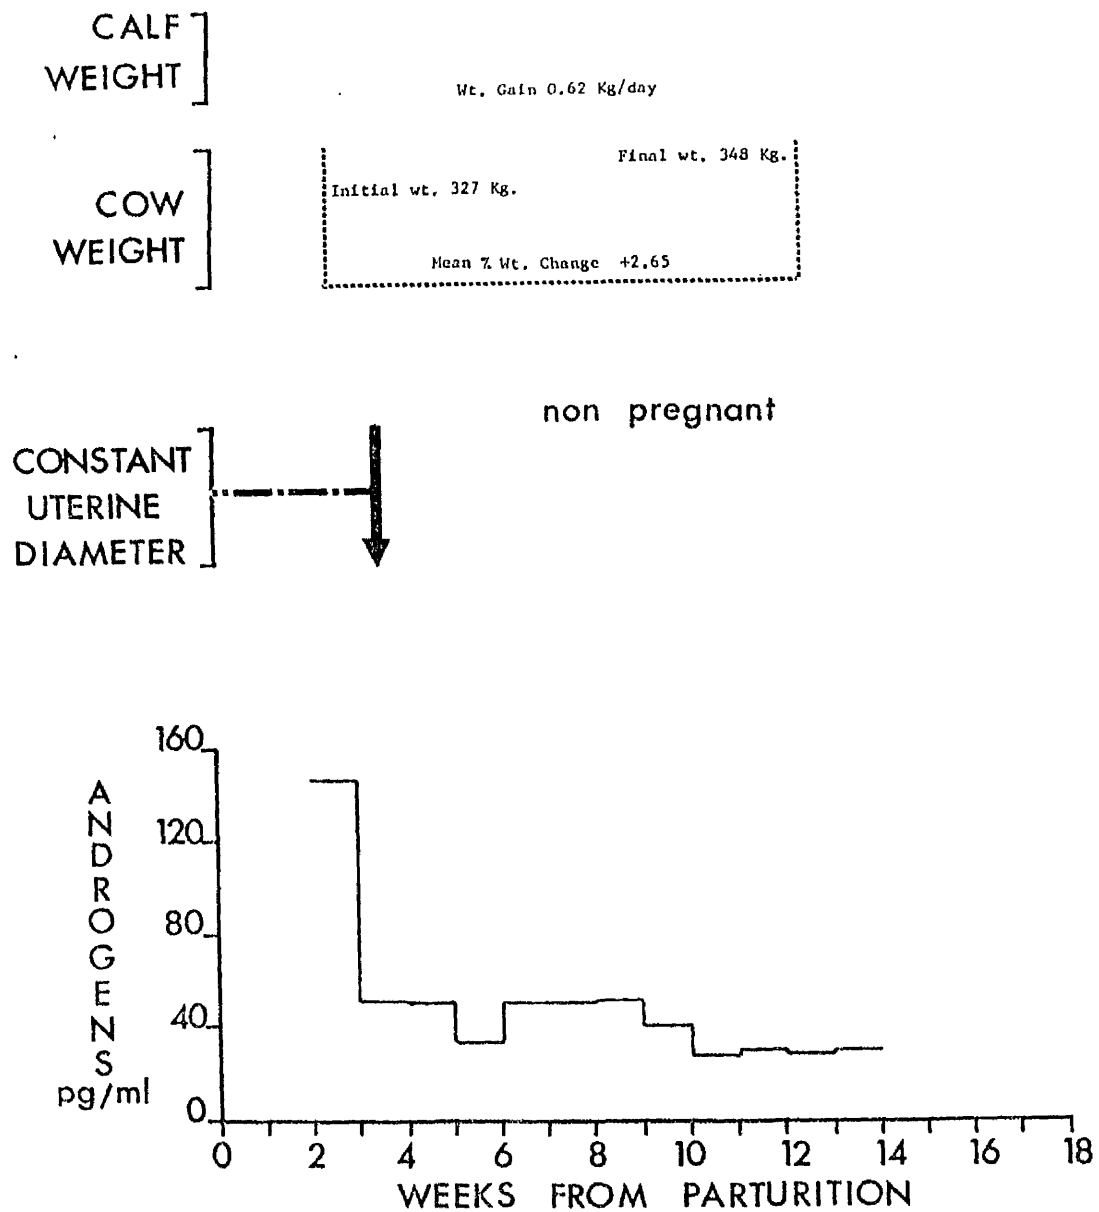 CALF
WEIGHT
Wt. Gain 0.62 Kg/day
COW
WEIGHT
Final wt. 348 Kg.
Initial wt. 327 Kg.
Mean % Wt. Change +2.65
non pregnant
CONSTANT
UTERINE
DIAMETER
ANDROGENS
pg/ml
160
120
80
40
0
0 2 4 6 8 10 12 14 16 18
WEEKS FROM PARTURITION